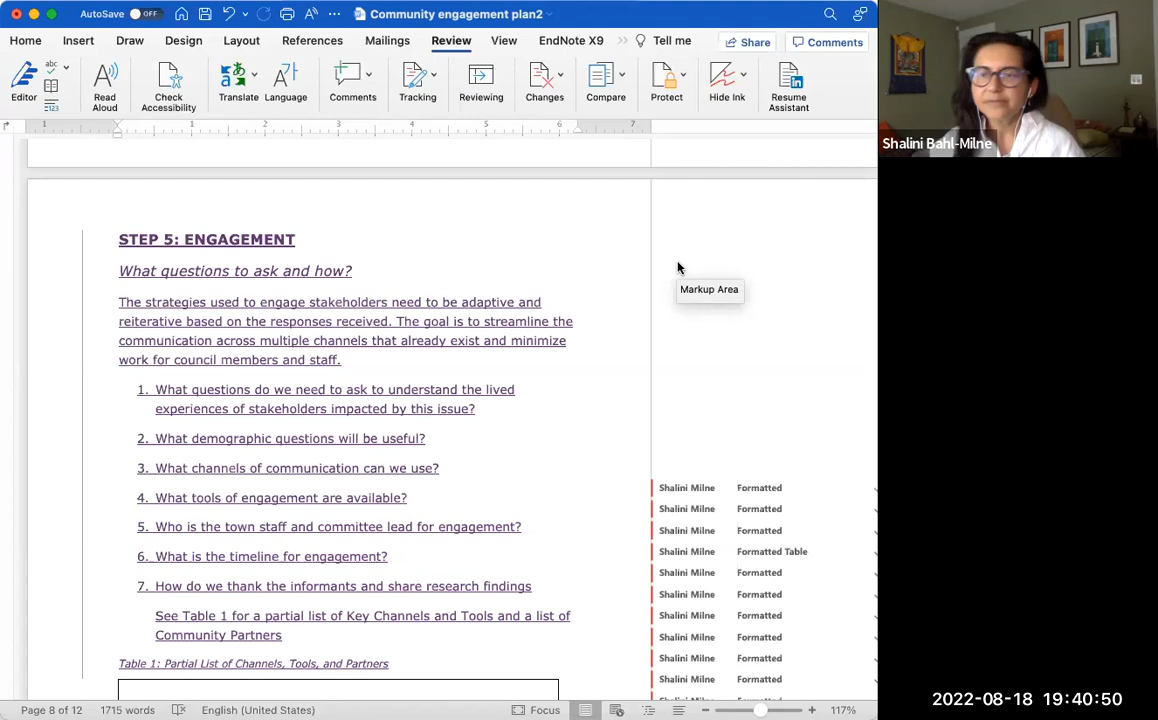 AutoSave OFF
Community engagement plan2
Home Insert Draw Design Layout References Mailings Review View EndNote X9 Tell me Share Comments
abc
123
Editor
Read Aloud
Check Accessibility
Translate
Language
Comments
Tracking
Reviewing
Changes
Compare
Protect
Hide Ink
Resume Assistant
1 1 2 3 4 5 6 7
STEP 5: ENGAGEMENT
What questions to ask and how?
The strategies used to engage stakeholders need to be adaptive and
reiterative based on the responses received. The goal is to streamline the
communication across multiple channels that already exist and minimize
work for council members and staff.
1. What questions do we need to ask to understand the lived
experiences of stakeholders impacted by this issue?
2. What demographic questions will be useful?
3. What channels of communication can we use?
4. What tools of engagement are available?
5. Who is the town staff and committee lead for engagement?
6. What is the timeline for engagement?
7. How do we thank the informants and share research findings
See Table 1 for a partial list of Key Channels and Tools and a list of
Community Partners
Table 1: Partial List of Channels, Tools, and Partners
Markup Area
Shalini Milne Formatted
Shalini Milne Formatted
Shalini Milne Formatted
Shalini Milne Formatted Table
Shalini Milne Formatted
Shalini Milne Formatted
Shalini Milne Formatted
Shalini Milne Formatted
Shalini Milne Formatted
Shalini Milne Formatted
Page 8 of 12 1715 words English (United States) Focus 117%
Shalini Bahl-Milne
2022-08-18 19:40:50